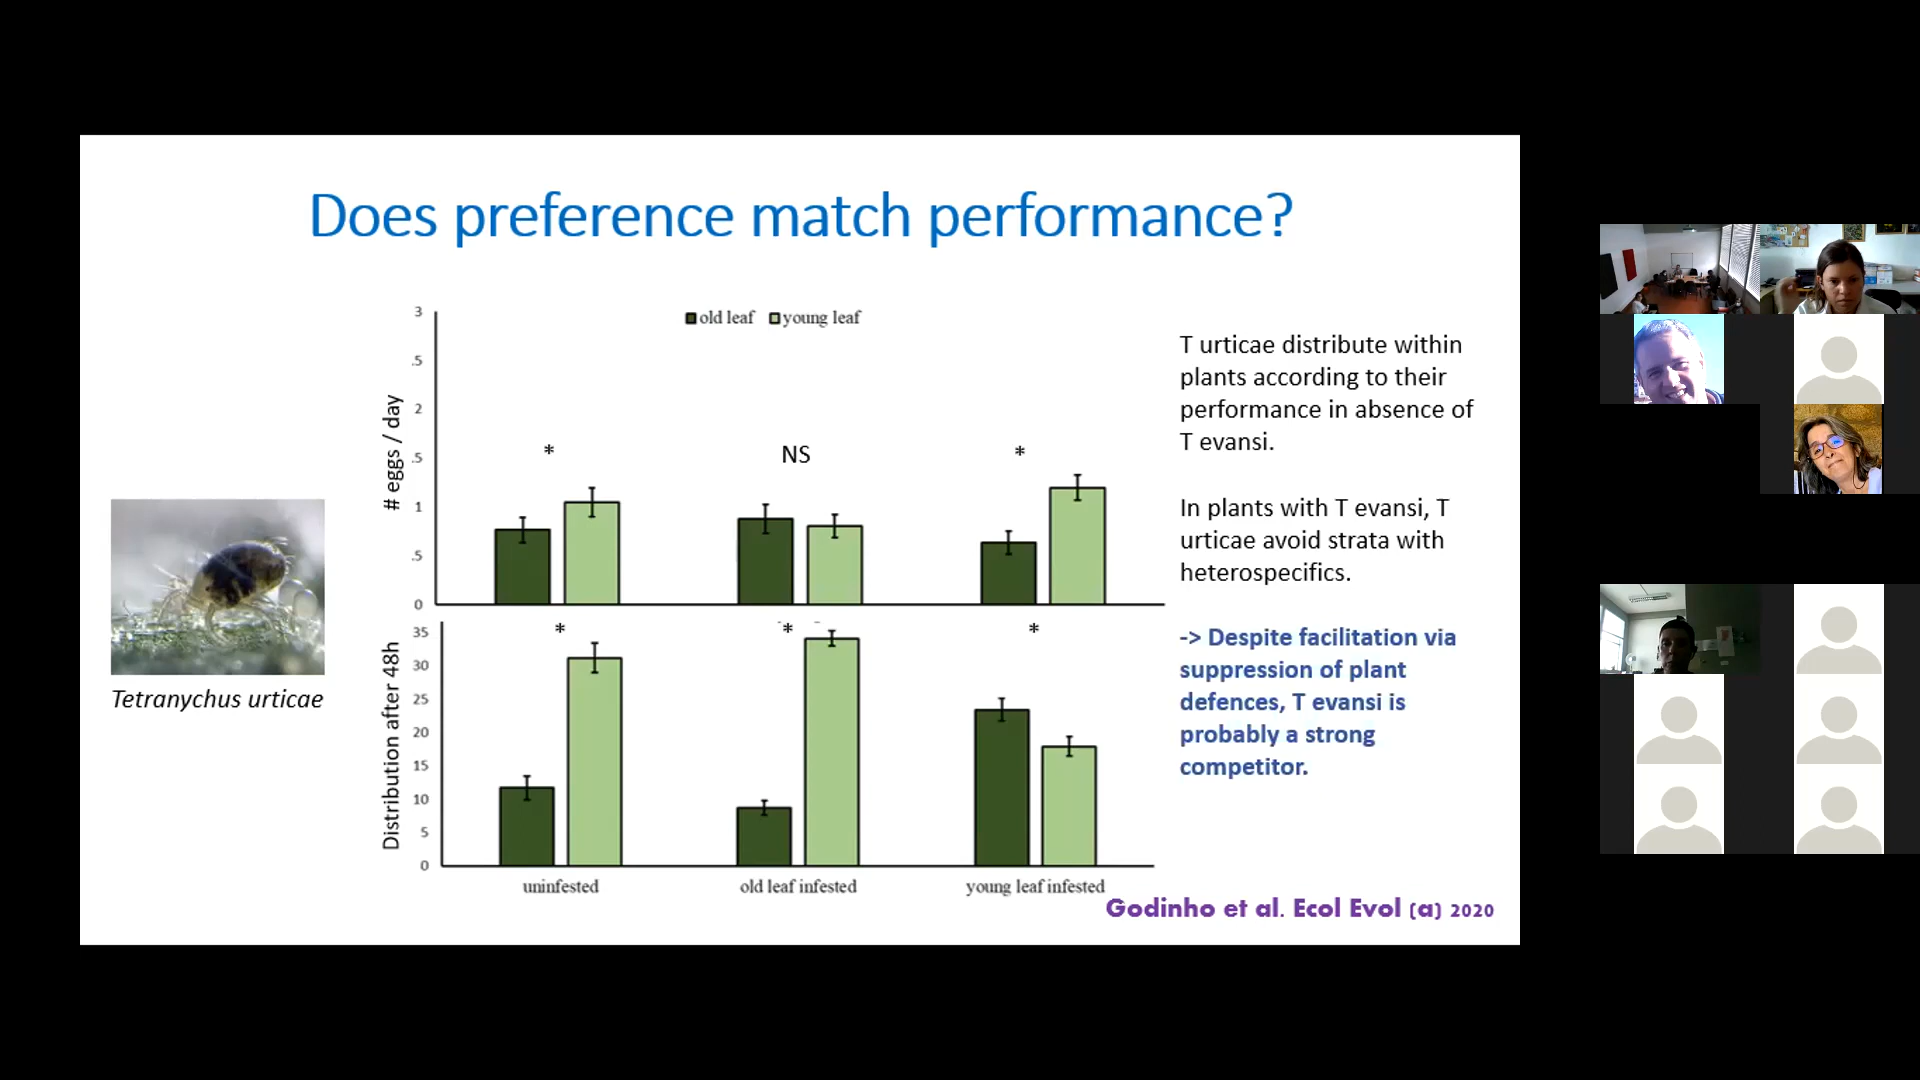 Does preference match performance?
old leaf young leaf
# eggs / day
3
.5
2
.5
1
.5
0
* NS *
Distribution after 48h
35
30
25
20
15
10
5
0
* * *
uninfested old leaf infested young leaf infested
Tetranychus urticae
T urticae distribute within
plants according to their
performance in absence of
T evansi.
In plants with T evansi, T
urticae avoid strata with
heterospecifics.
-> Despite facilitation via
suppression of plant
defences, T evansi is
probably a strong
competitor.
Godinho et al. Ecol Evol (a) 2020